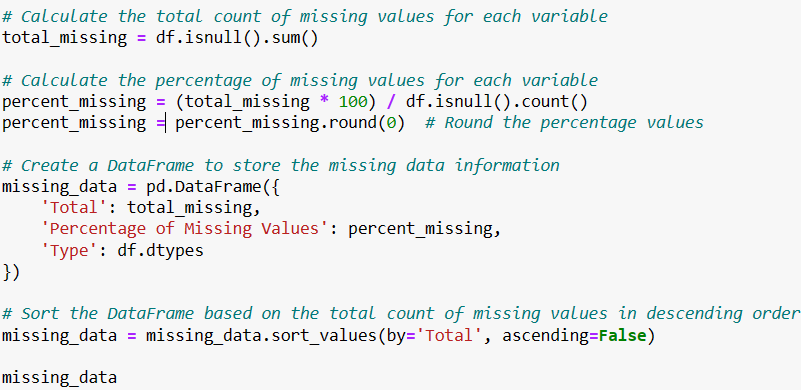 # Calculate the total count of missing values for each variable
total_missing = df.isnull().sum()
# Calculate the percentage of missing values for each variable
percent_missing = (total_missing * 100) / df.isnull().count()
percent_missing = percent_missing.round(0)  # Round the percentage values
# Create a DataFrame to store the missing data information
missing_data = pd.DataFrame({
    'Total': total_missing,
    'Percentage of Missing Values': percent_missing,
    'Type': df.dtypes
})
# Sort the DataFrame based on the total count of missing values in descending order
missing_data = missing_data.sort_values(by='Total', ascending=False)
missing_data